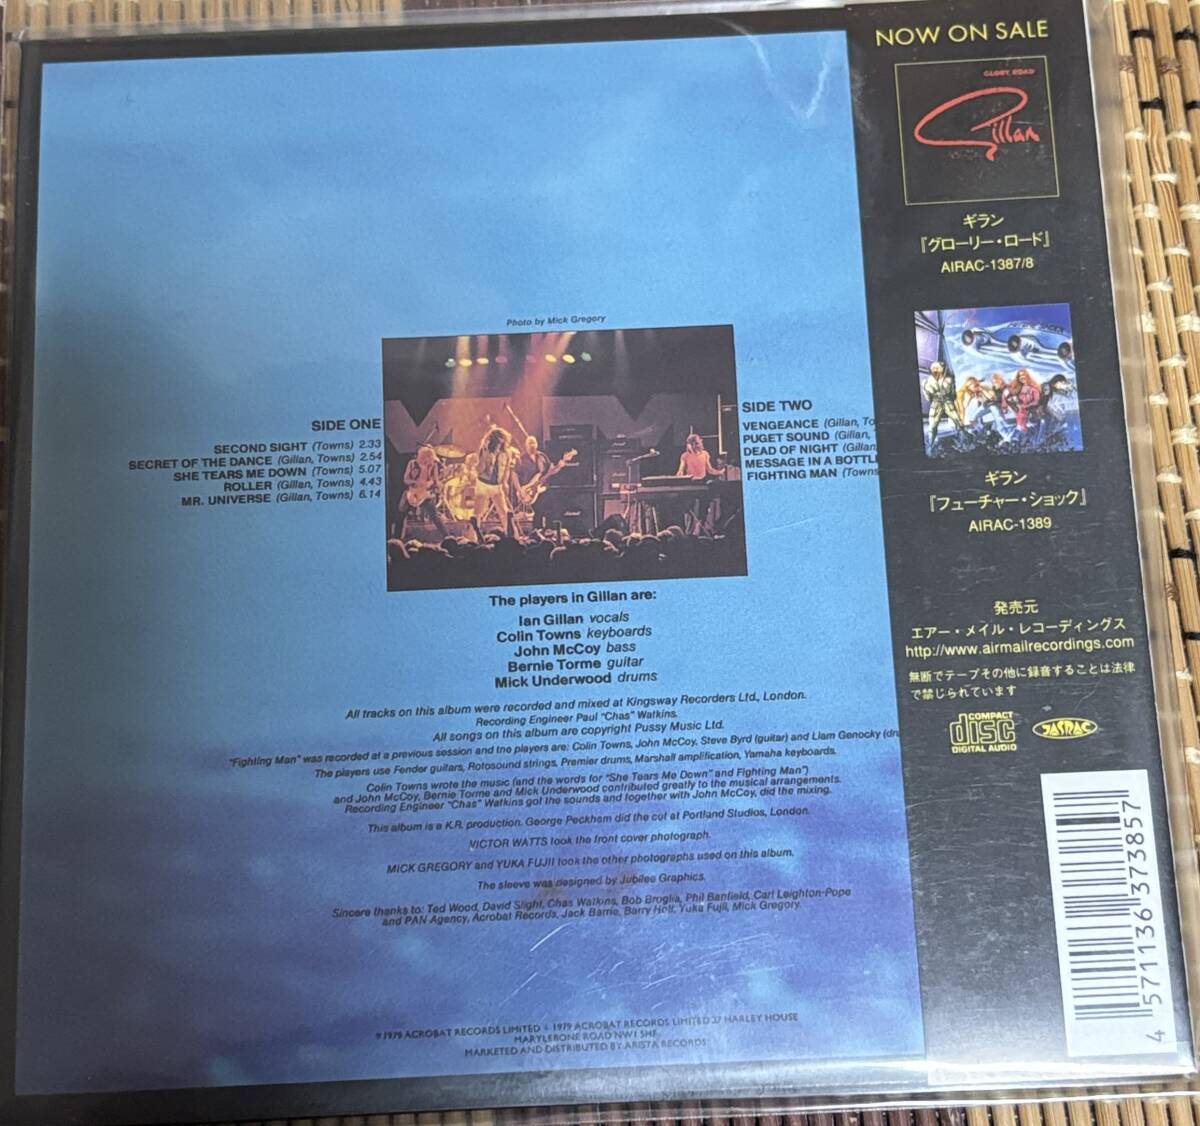 NOW ON SALE
GLORY ROAD
Gillan
ギラン
『グローリー・ロード』
AIRAC-1387/8
ギラン
『フューチャー・ショック』
AIRAC-1389
発売元
エアー・メイル・レコーディングス
http://www.airmailrecordings.com
無断でテープその他に録音することは法律
で禁じられています
COMPACT
disc
DIGITAL AUDIO
JASRAC
4 571136 373857
Photo by Mick Gregory
SIDE ONE
SECOND SIGHT (Towns) 2.33
SECRET OF THE DANCE (Gillan, Towns) 2.54
SHE TEARS ME DOWN (Towns) 5.07
ROLLER (Gillan, Towns) 4.43
MR. UNIVERSE (Gillan, Towns) 6.14
SIDE TWO
VENGEANCE (Gillan, To
PUGET SOUND (Gillan,
DEAD OF NIGHT (Gillan
MESSAGE IN A BOTTL
FIGHTING MAN (Towns
The players in Gillan are:
Ian Gillan vocals
Colin Towns keyboards
John McCoy bass
Bernie Torme guitar
Mick Underwood drums
All tracks on this album were recorded and mixed at Kingsway Recorders Ltd., London.
Recording Engineer Paul "Chas" Watkins.
All songs on this album are copyright Pussy Music Ltd.
"Fighting Man" was recorded at a previous session and the players are: Colin Towns, John McCoy, Steve Byrd (guitar) and Liam Genocky (dru
The players use Fender guitars, Rotosound strings, Premier drums, Marshall amplification, Yamaha keyboards.
Colin Towns wrote the music (and the words for "She Tears Me Down" and Fighting Man")
and John McCoy, Bernie Torme and Mick Underwood contributed greatly to the musical arrangements.
Recording Engineer "Chas" Watkins got the sounds and together with John McCoy, did the mixing.
This album is a K.R. production. George Peckham did the cut at Portland Studios, London.
VICTOR WATTS took the front cover photograph.
MICK GREGORY and YUKA FUJII took the other photographs used on this album.
The sleeve was designed by Jubilee Graphics.
Sincere thanks to: Ted Wood, David Slight, Chas Watkins, Bob Broglia, Phil Banfield, Carl Leighton-Pope
and PAN Agency, Acrobat Records, Jack Barrie, Barry Holt, Yuka Fujii, Mick Gregory.
℗ 1979 ACROBAT RECORDS LIMITED © 1979 ACROBAT RECORDS LIMITED 37 HARLEY HOUSE
MARYLEBONE ROAD NW1 5HF
MARKETED AND DISTRIBUTED BY ARISTA RECORDS